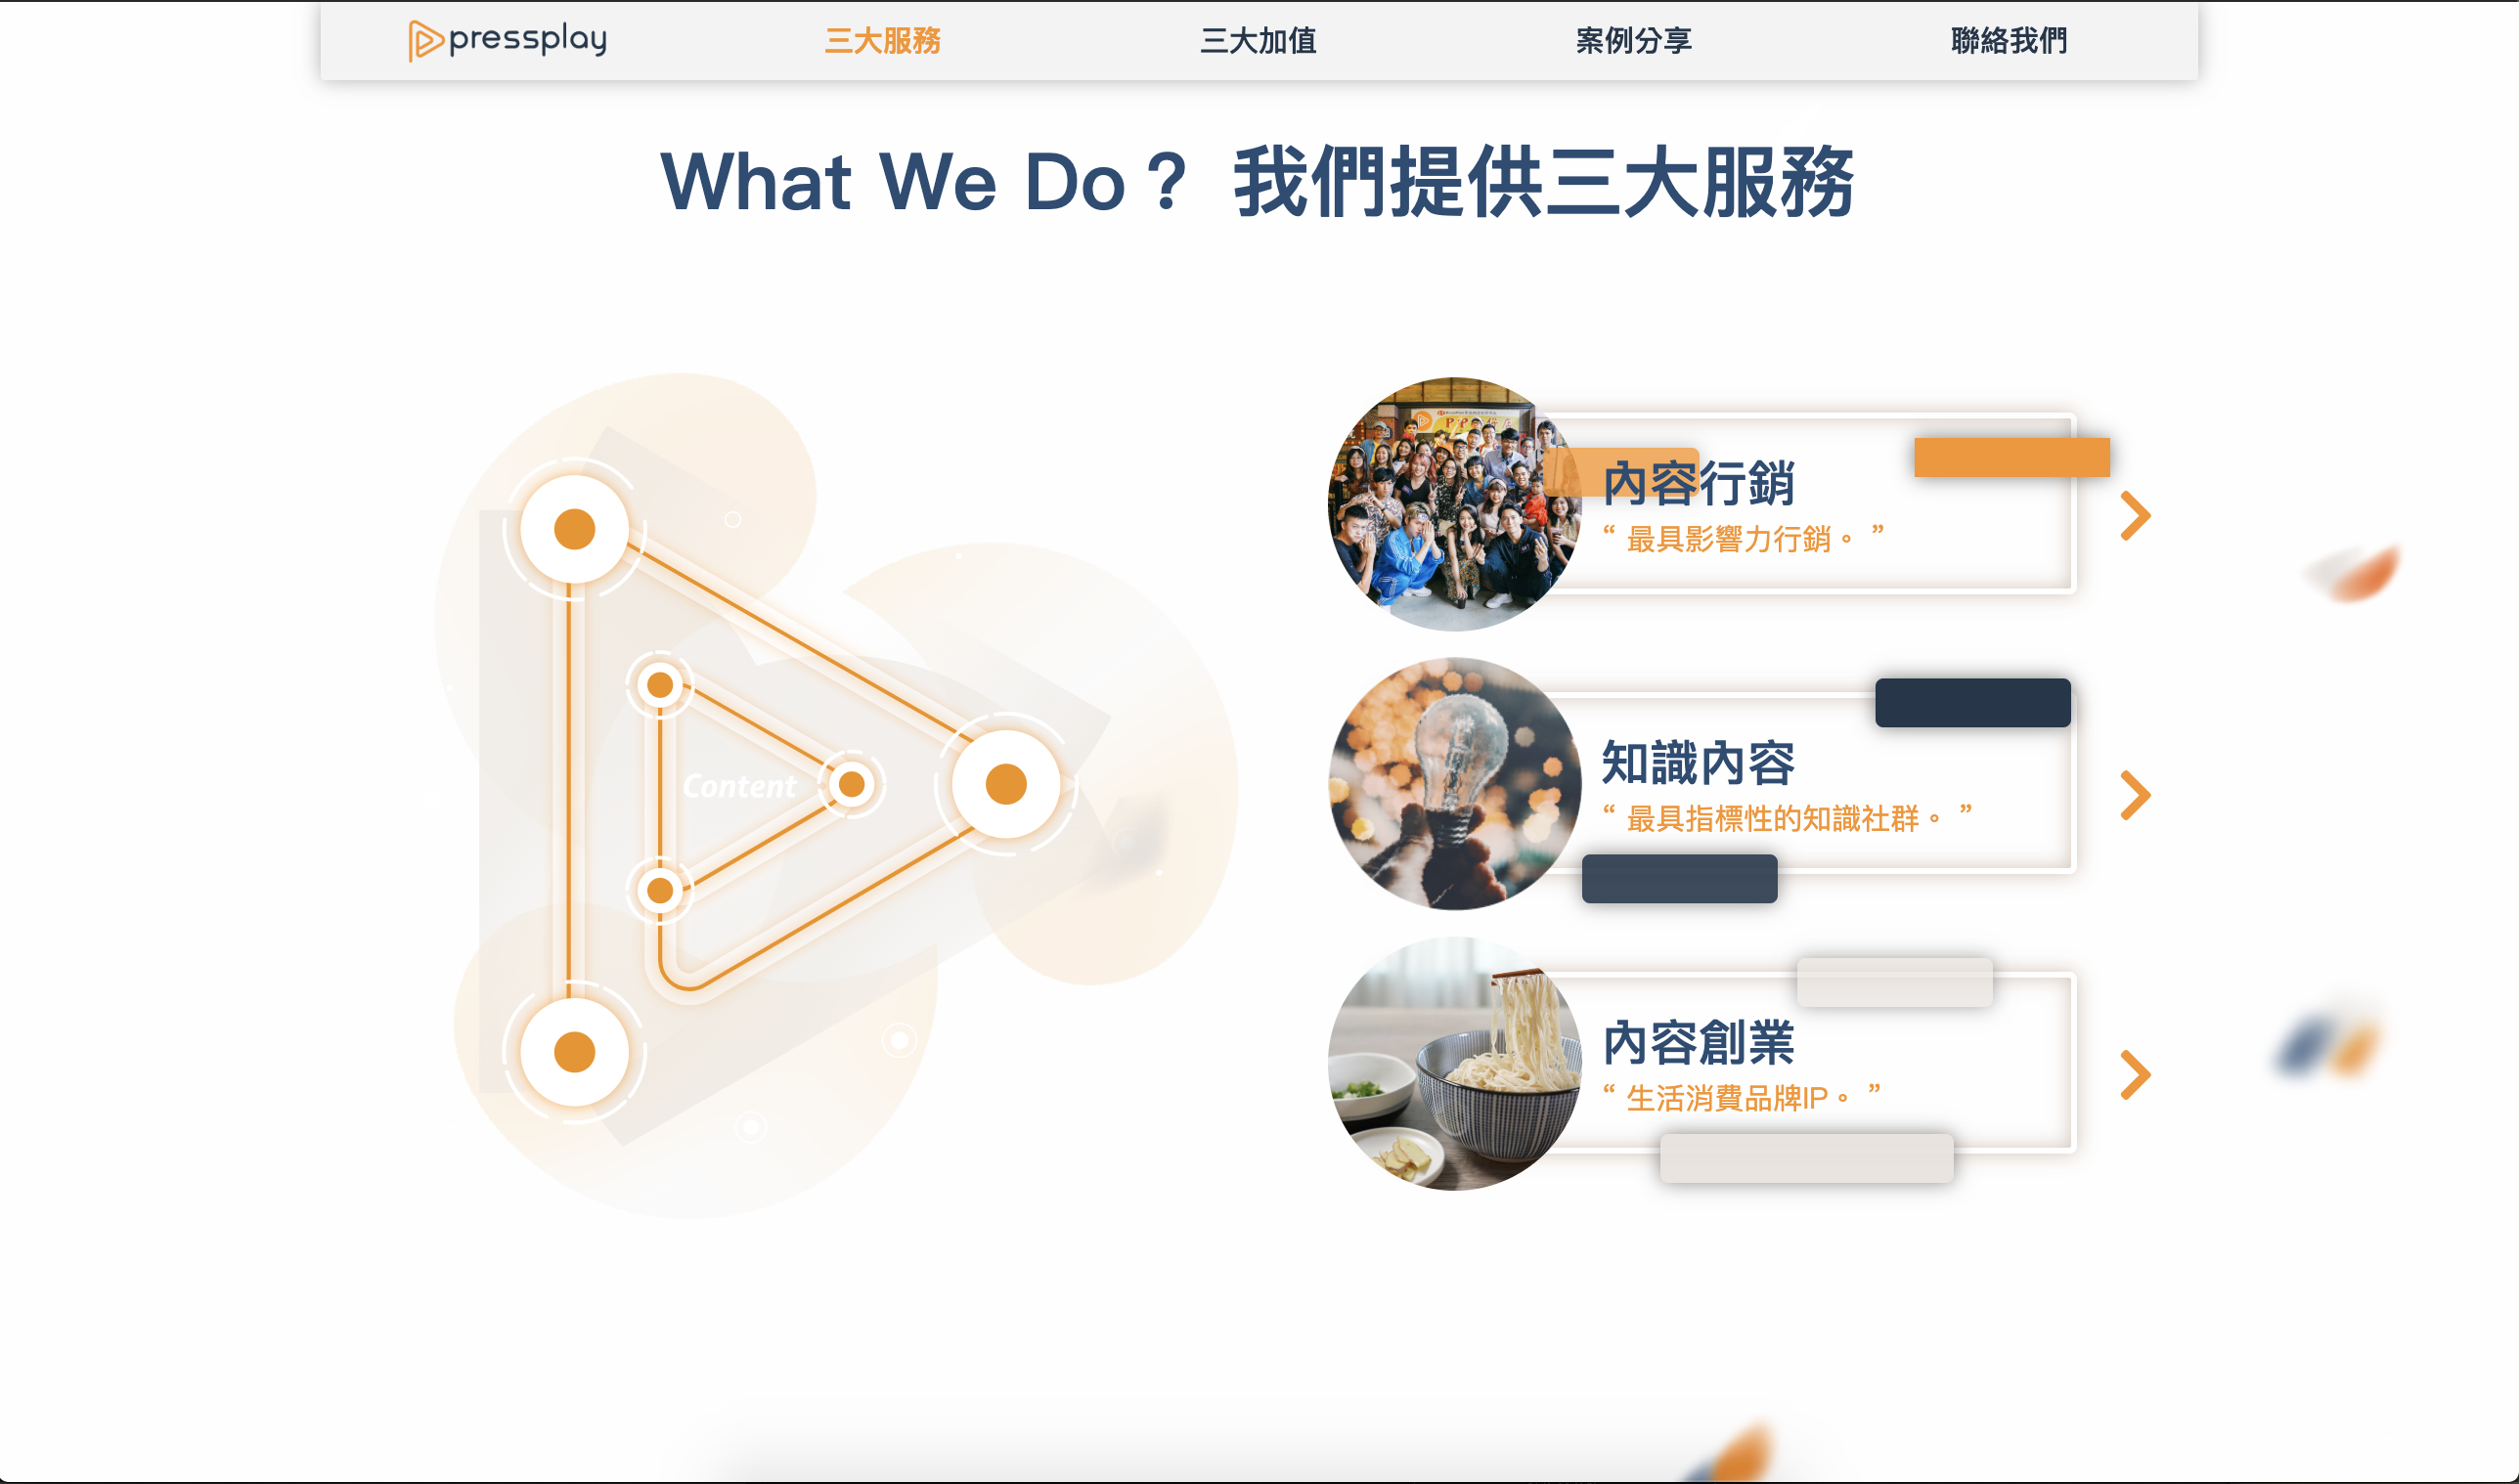 pressplay
三大服務
三大加值
案例分享
聯絡我們
What We Do？ 我們提供三大服務
Content
內容行銷
“ 最具影響力行銷。 ”
知識內容
“ 最具指標性的知識社群。 ”
內容創業
“ 生活消費品牌IP。 ”